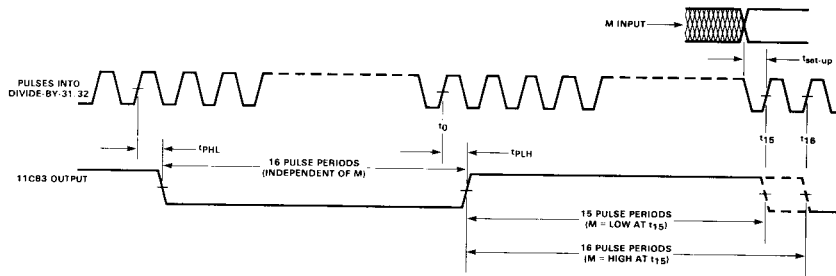 M INPUT
tset-up
PULSES INTO
DIVIDE-BY-31/32
t0
t15
t16
tPHL
tPLH
16 PULSE PERIODS
(INDEPENDENT OF M)
11C83 OUTPUT
15 PULSE PERIODS
(M = LOW AT t15)
16 PULSE PERIODS
(M = HIGH AT t15)